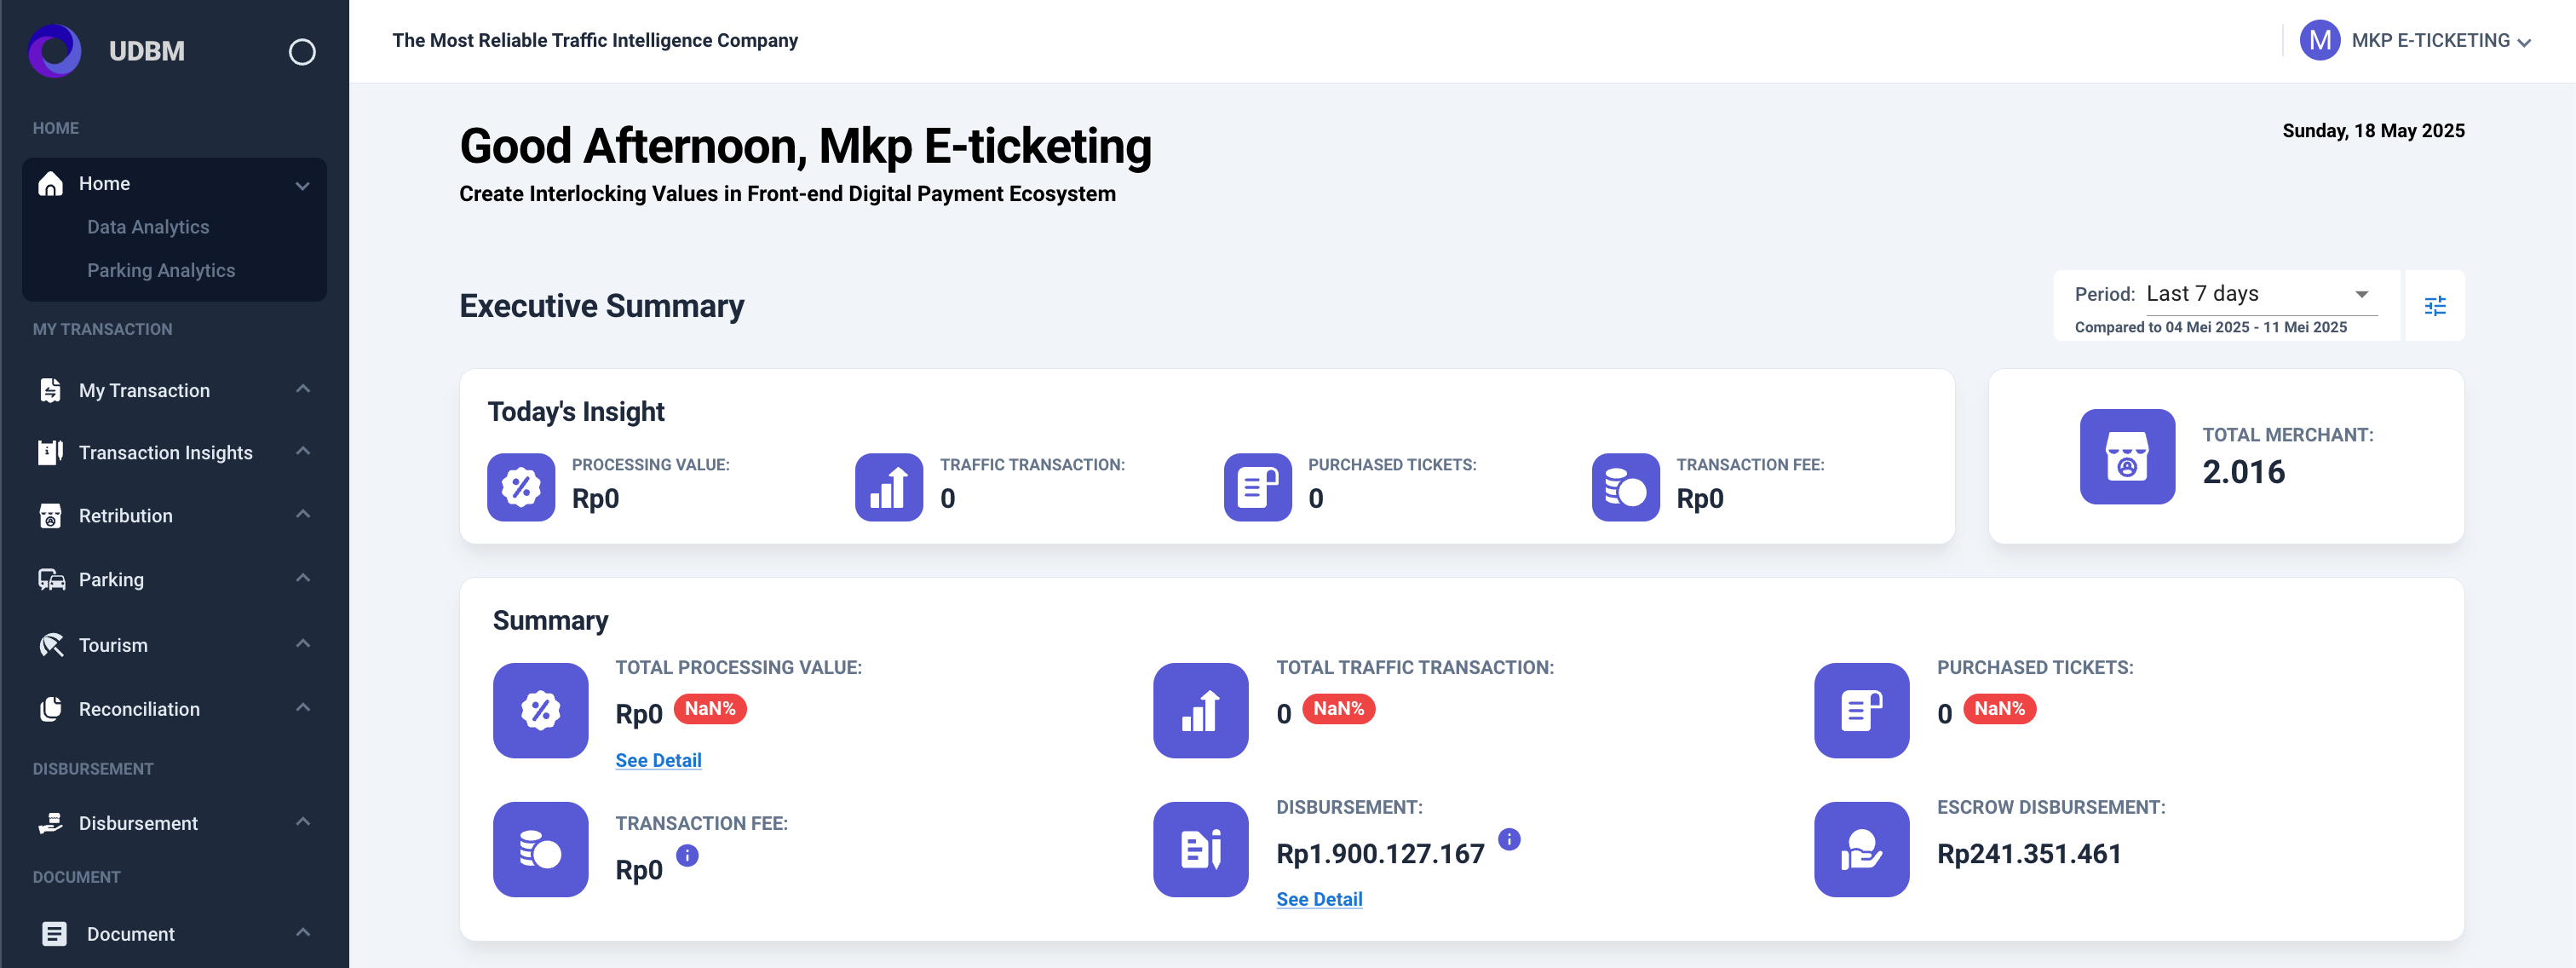 UDBM
HOME
Home
Data Analytics
Parking Analytics
MY TRANSACTION
My Transaction
Transaction Insights
Retribution
Parking
Tourism
Reconciliation
DISBURSEMENT
Disbursement
DOCUMENT
Document
The Most Reliable Traffic Intelligence Company
M MKP E-TICKETING
Good Afternoon, Mkp E-ticketing
Sunday, 18 May 2025
Create Interlocking Values in Front-end Digital Payment Ecosystem
Executive Summary
Period: Last 7 days
Compared to 04 Mei 2025 - 11 Mei 2025
Today's Insight
PROCESSING VALUE:
Rp0
TRAFFIC TRANSACTION:
0
PURCHASED TICKETS:
0
TRANSACTION FEE:
Rp0
TOTAL MERCHANT:
2.016
Summary
TOTAL PROCESSING VALUE:
Rp0 NaN%
See Detail
TOTAL TRAFFIC TRANSACTION:
0 NaN%
PURCHASED TICKETS:
0 NaN%
TRANSACTION FEE:
Rp0
DISBURSEMENT:
Rp1.900.127.167
See Detail
ESCROW DISBURSEMENT:
Rp241.351.461